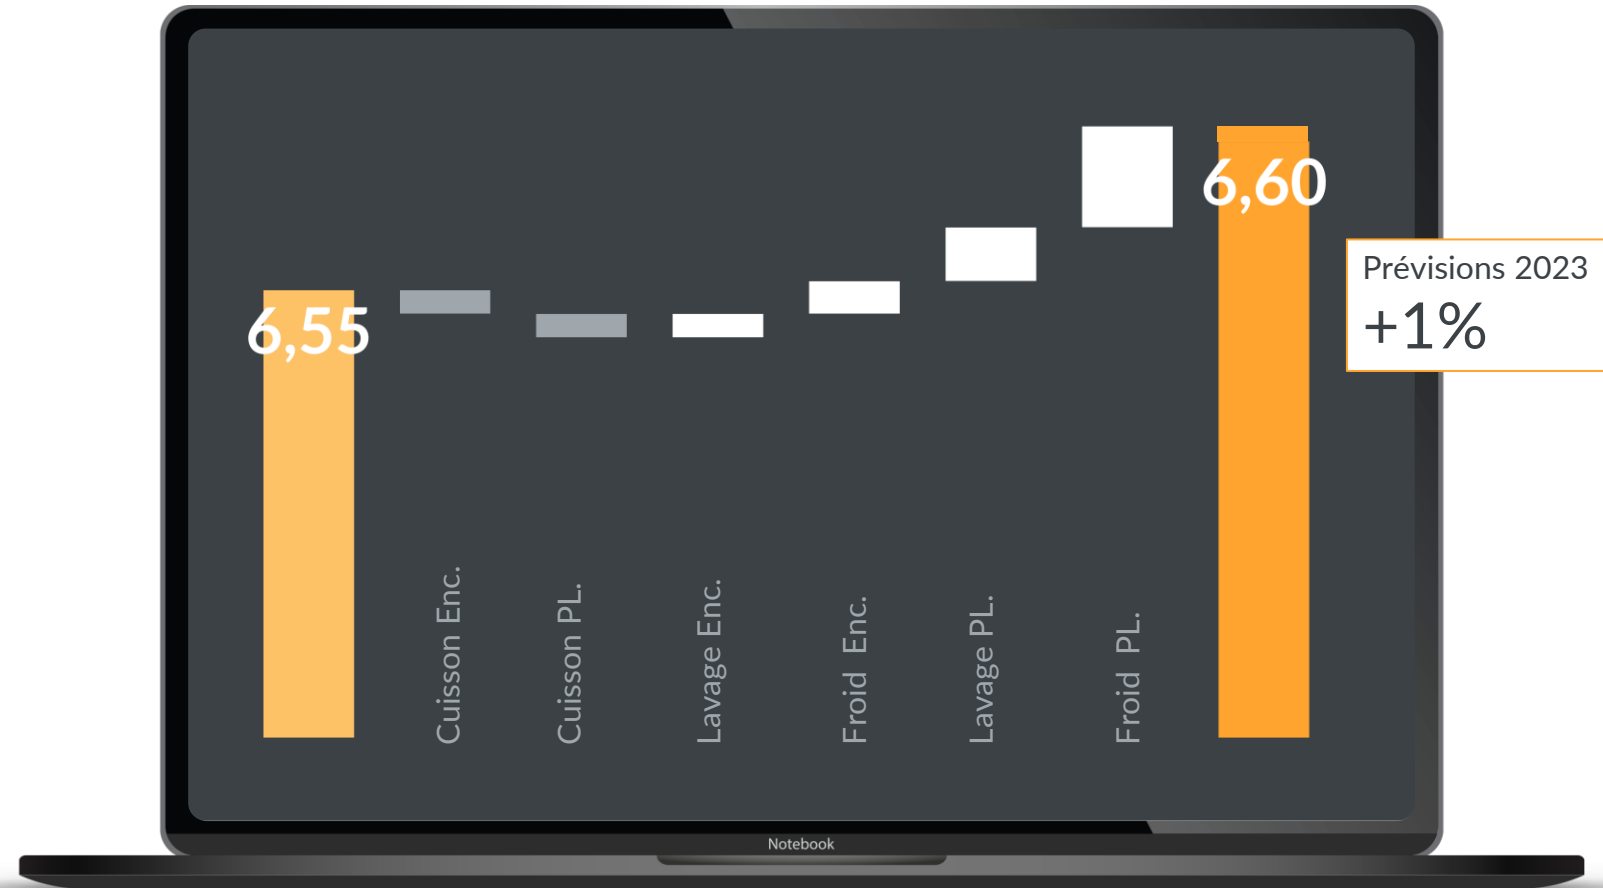 6,55
6,60
Prévisions 2023
+1%
Cuisson Enc.
Cuisson PL.
Lavage Enc.
Froid Enc.
Lavage PL.
Froid PL.
Notebook